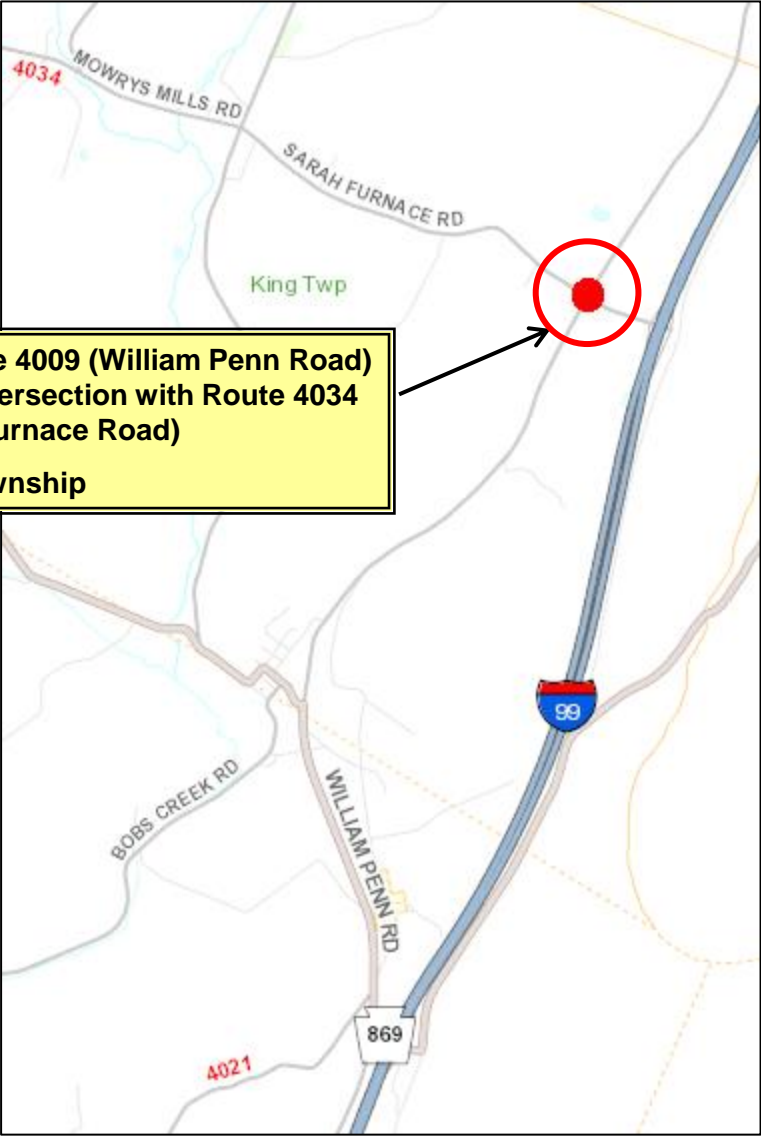 4034
MOWRYS MILLS RD
SARAH FURNACE RD
King Twp
4009 (William Penn Road)
ersection with Route 4034
urnace Road)
wnship
99
BOBS CREEK RD
WILLIAM PENN RD
869
4021